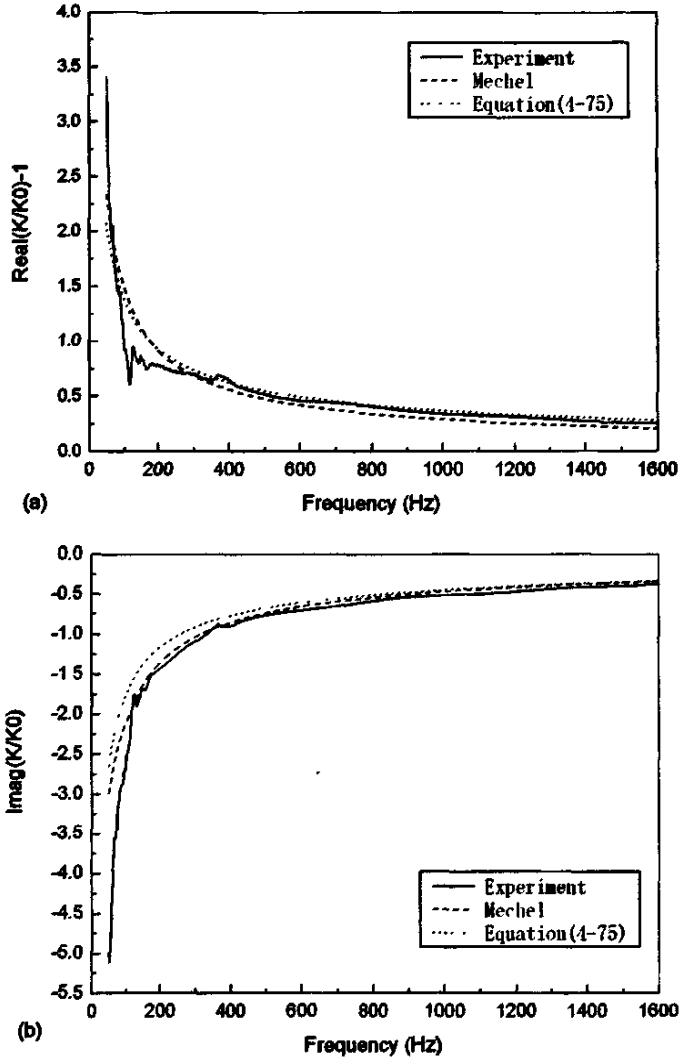 4.0
3.5
3.0
2.5
2.0
1.5
1.0
0.5
0.0
Real(K/K0)-1
Experiment
Mechel
Equation(4-75)
0 200 400 600 800 1000 1200 1400 1600
(a)
Frequency (Hz)
0.0
-0.5
-1.0
-1.5
-2.0
-2.5
-3.0
-3.5
-4.0
-4.5
-5.0
-5.5
Imag(K/K0)
Experiment
Mechel
Equation(4-75)
0 200 400 600 800 1000 1200 1400 1600
(b)
Frequency (Hz)